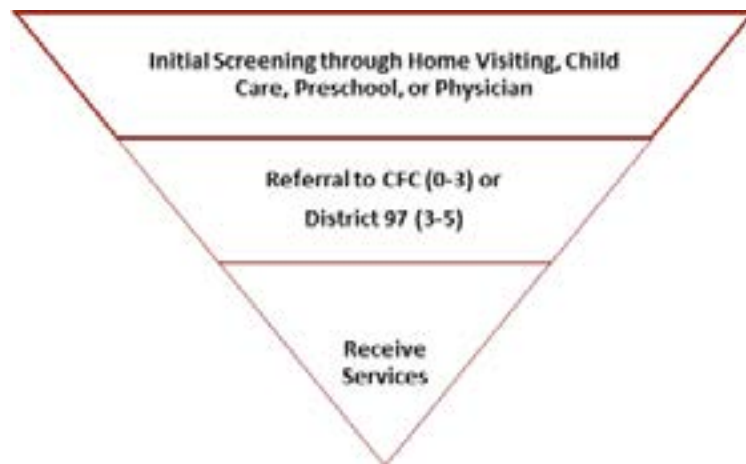 Initial Screening through Home Visiting, Child
Care, Preschool, or Physician
Referral to CFC (0-3) or
District 97 (3-5)
Receive
Services